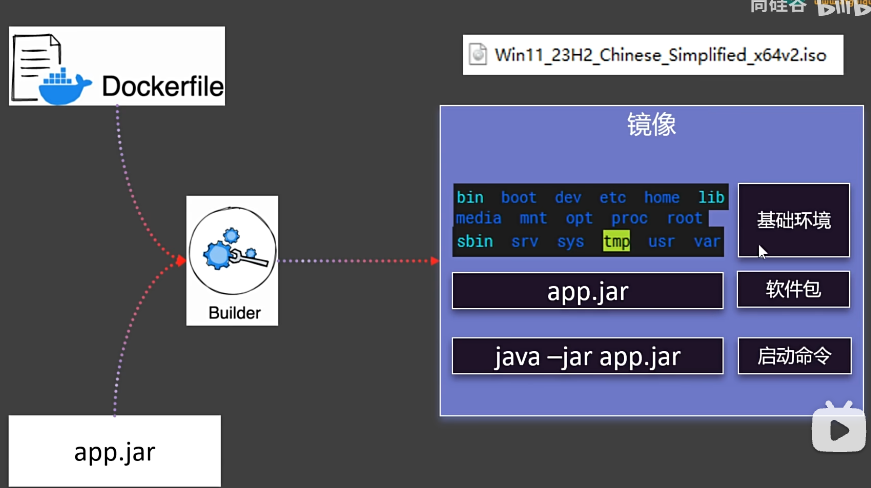 尚硅谷 bilibili
Dockerfile
Win11_23H2_Chinese_Simplified_x64v2.iso
镜像
bin boot dev etc home lib
media mnt opt proc root
sbin srv sys tmp usr var
基础环境
app.jar
软件包
Builder
java –jar app.jar
启动命令
app.jar